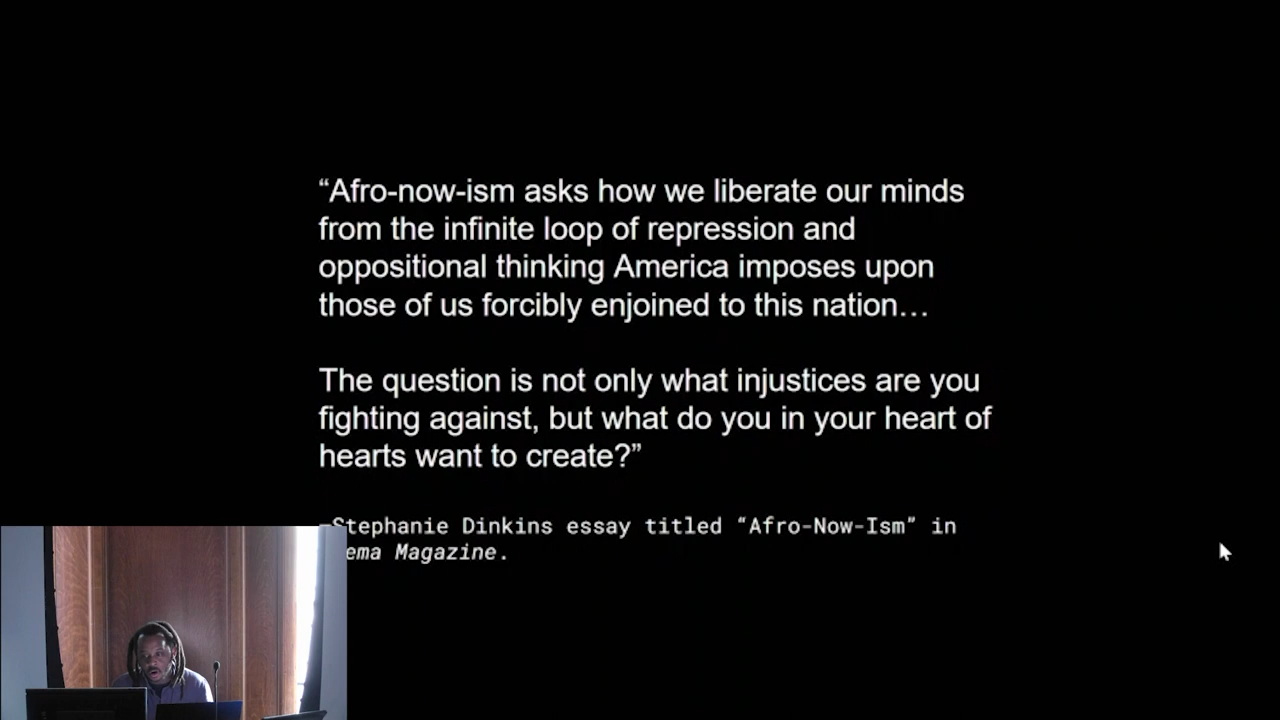 “Afro-now-ism asks how we liberate our minds
from the infinite loop of repression and
oppositional thinking America imposes upon
those of us forcibly enjoined to this nation…
The question is not only what injustices are you
fighting against, but what do you in your heart of
hearts want to create?”
–Stephanie Dinkins essay titled “Afro-Now-Ism” in
Magazine.